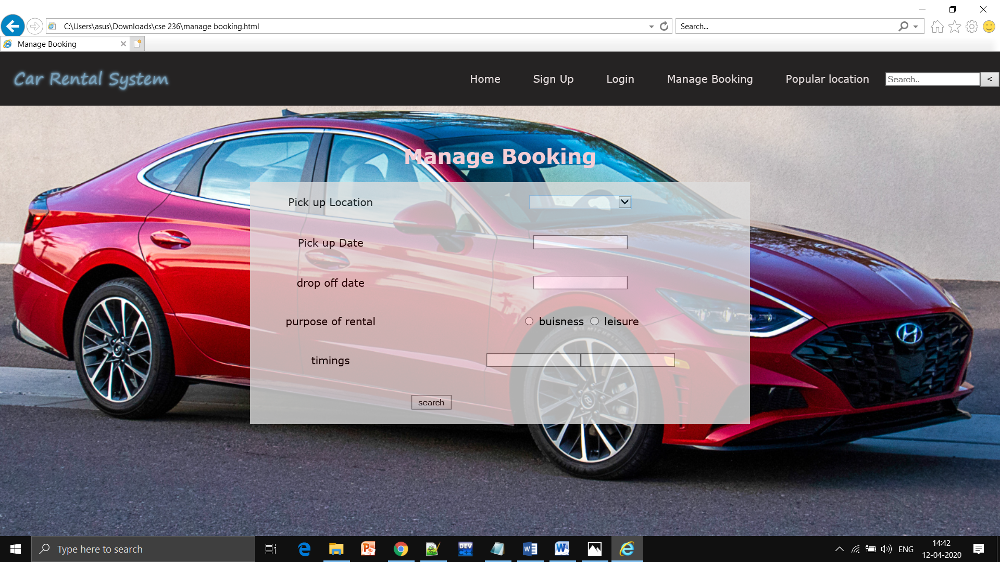 C:\Users\asus\Downloads\cse 236\manage booking.html
Search...
Manage Booking
Car Rental System
Home
Sign Up
Login
Manage Booking
Popular location
Search..
<
Manage Booking
Pick up Location
Pick up Date
drop off date
purpose of rental
buisness
leisure
timings
search
Type here to search
DEV
ENG
14:42
12-04-2020